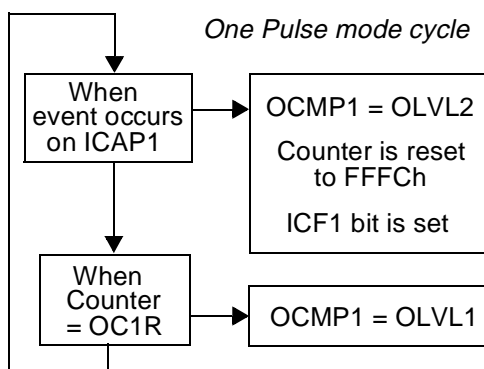 One Pulse mode cycle
When
event occurs
on ICAP1
OCMP1 = OLVL2
Counter is reset
to FFFCh
ICF1 bit is set
When
Counter
= OC1R
OCMP1 = OLVL1